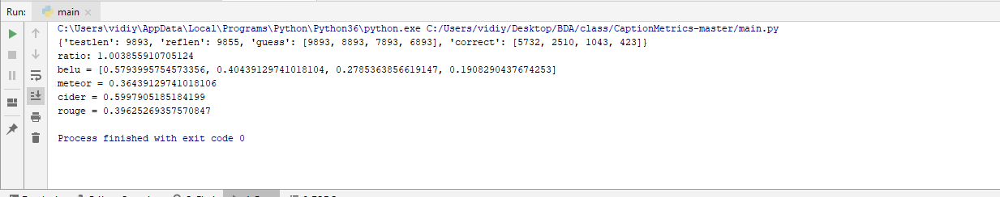 Run: main
C:\Users\vidiy\AppData\Local\Programs\Python\Python36\python.exe C:/Users/vidiy/Desktop/BDA/class/CaptionMetrics-master/main.py
{'testlen': 9893, 'reflen': 9855, 'guess': [9893, 8893, 7893, 6893], 'correct': [5732, 2510, 1043, 423]}
ratio: 1.003855910705124
belu = [0.5793995754573356, 0.40439129741018104, 0.2785363856619147, 0.1908290437674253]
meteor = 0.36439129741018106
cider = 0.5997905185184199
rouge = 0.39625269357570847
Process finished with exit code 0